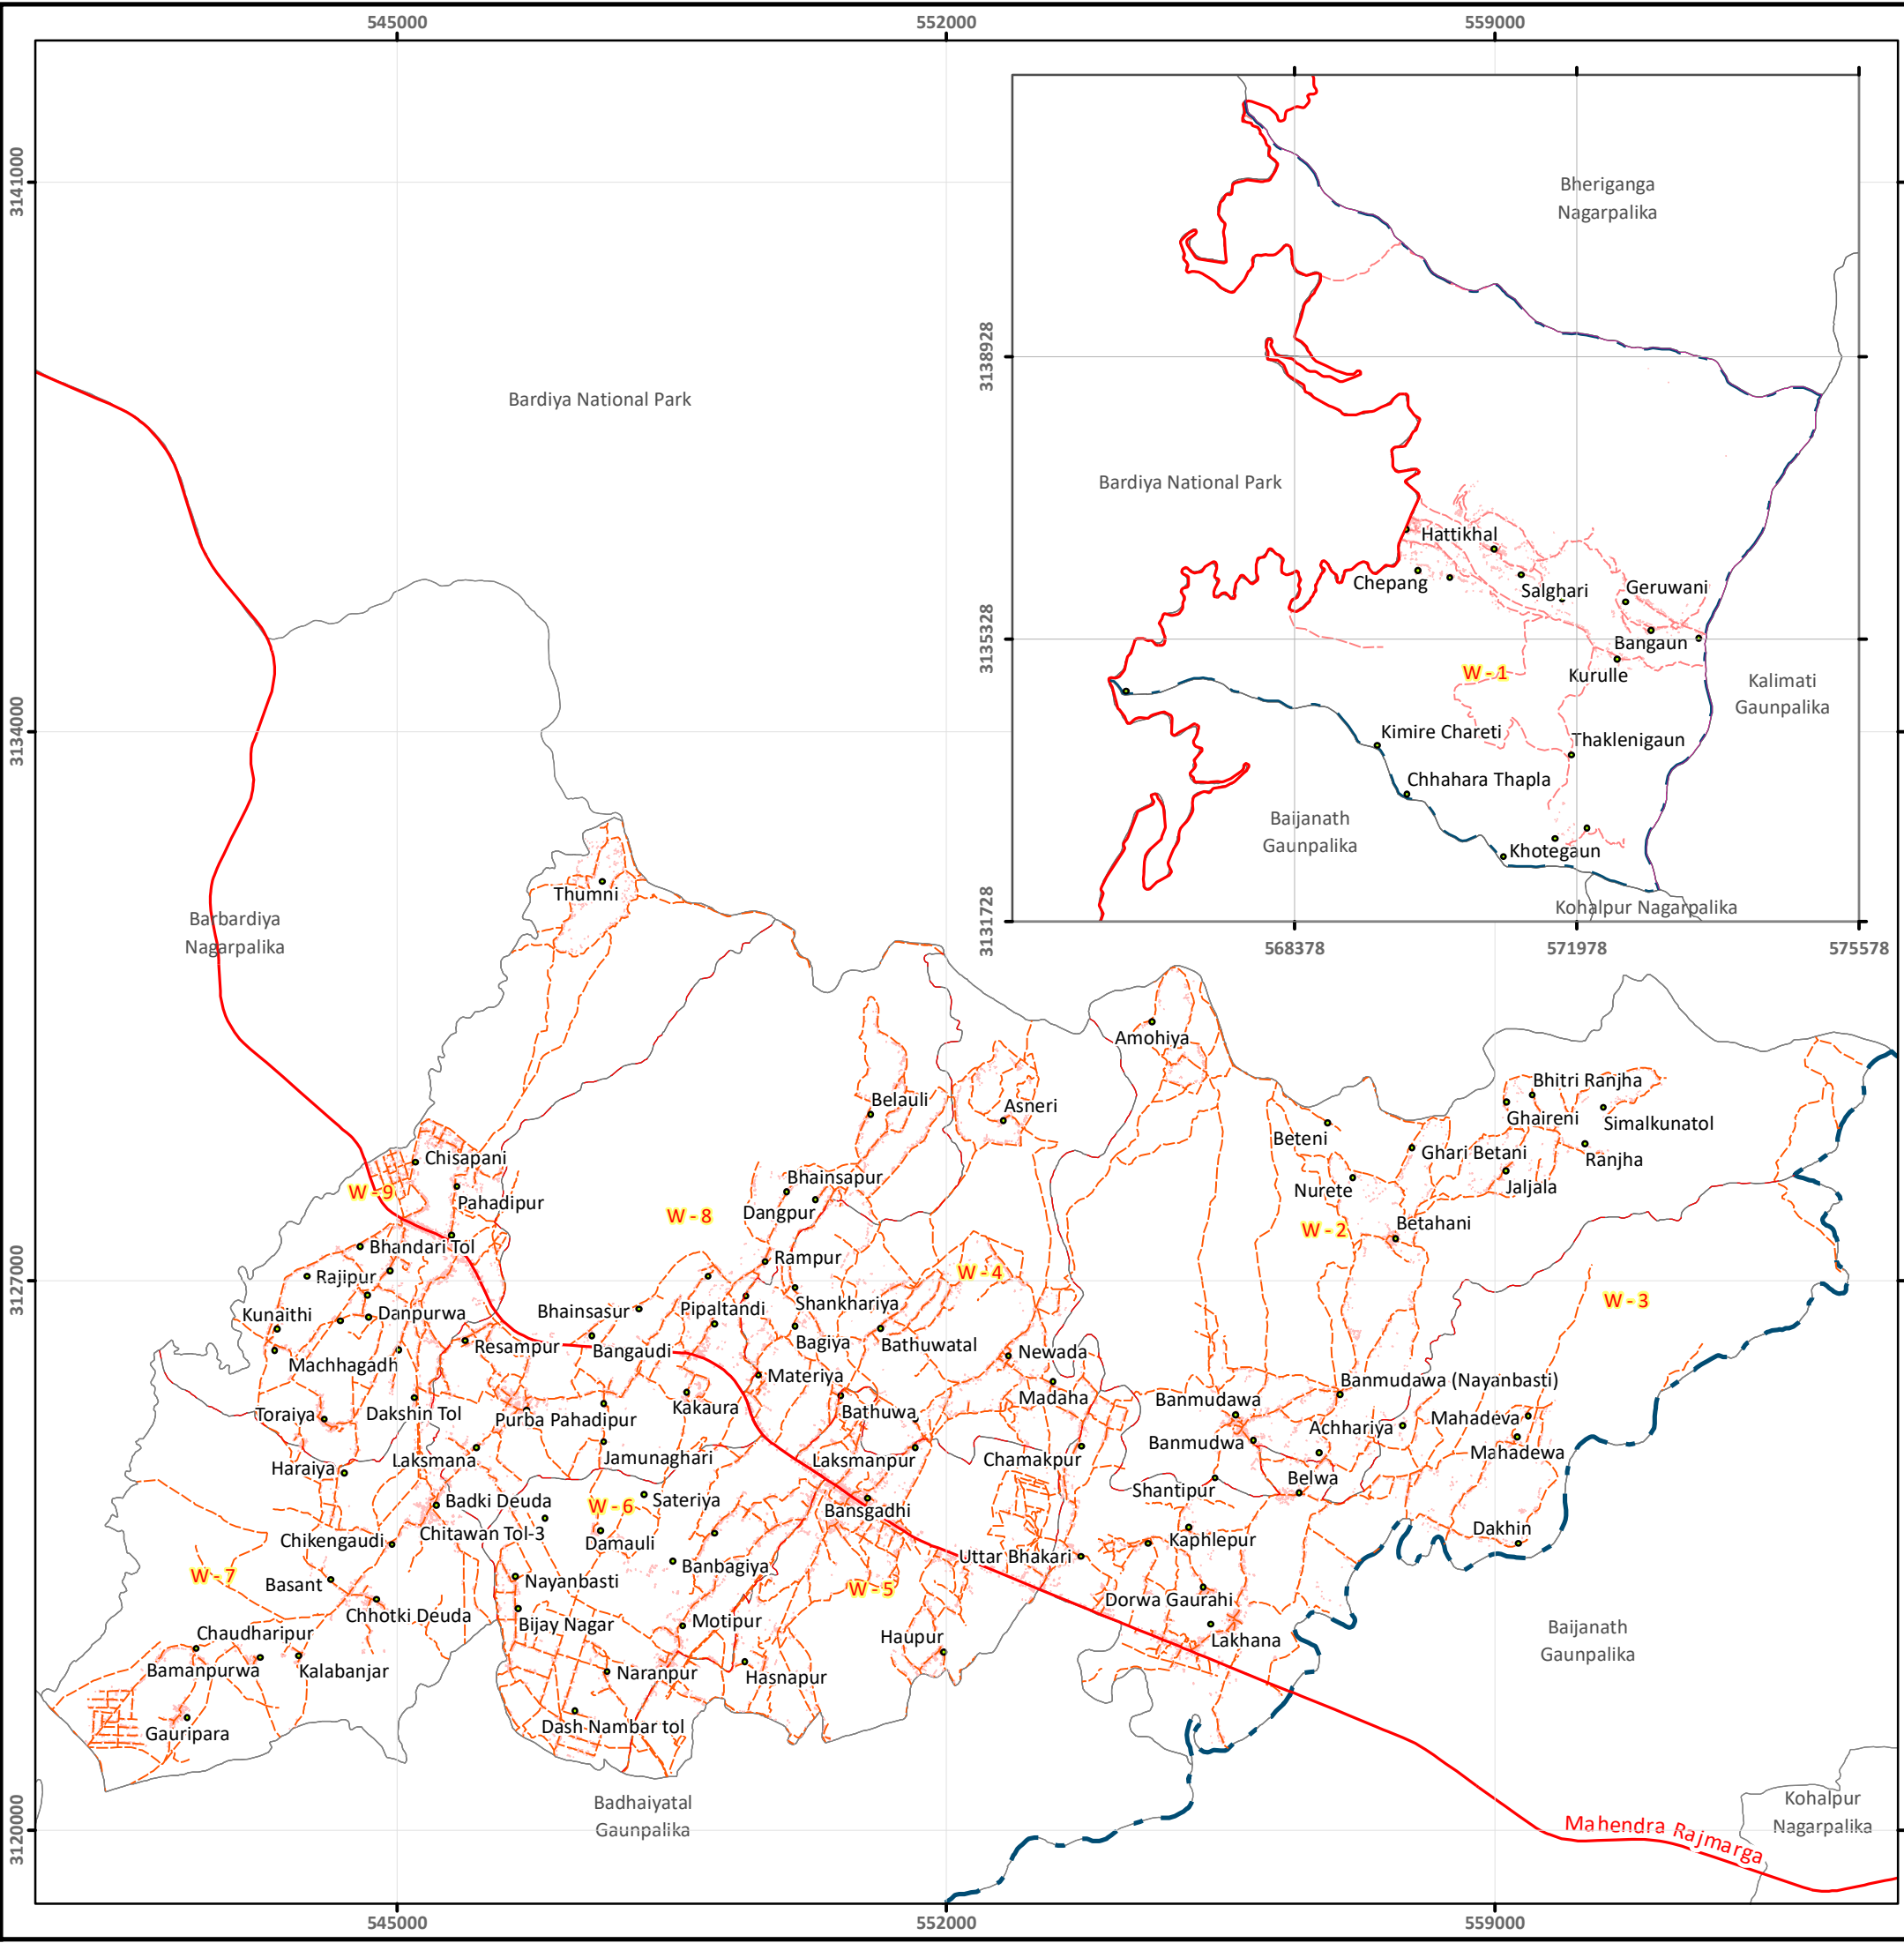 545000
552000
559000
3141000
Bheriganga
Nagarpalika
3138928
Bardiya National Park
Bardiya National Park
Hattikhal
Chepang
Salghari
Geruwani
3135328
Bangaun
W - 1
Kurulle
Kalimati
Gaunpalika
3134000
Kimire Chareti
Thaklenigaun
Chhahara Thapla
Baijanath
Gaunpalika
Khotegaun
Thumni
3131728
Kohalpur Nagarpalika
Barbardiya
Nagarpalika
568378
571978
575578
Amohiya
Belauli
Asneri
Bhitri Ranjha
Ghaireni
Simalkunatol
Beteni
Ghari Betani
Ranjha
Chisapani
W - 9
Pahadipur
Bhainsapur
Dangpur
Nurete
Jaljala
W - 8
W - 2
Betahani
Bhandari Tol
Rampur
3127000
Rajipur
W - 4
W - 3
Kunaithi
Danpurwa
Bhainsasur
Pipaltandi
Shankhariya
Machhagadh
Resampur
Bangaudi
Bagiya
Bathuwatal
Newada
Materiya
Madaha
Banmudawa (Nayanbasti)
Toraiya
Dakshin Tol
Purba Pahadipur
Kakaura
Bathuwa
Banmudawa
Achhariya
Mahadeva
Banmudwa
Mahadewa
Haraiya
Laksmana
Jamunaghari
Laksmanpur
Chamakpur
Belwa
Shantipur
Badki Deuda
W - 6
Sateriya
Bansgadhi
Chikengaudi
Chitawan Tol-3
Damauli
Kaphlepur
Dakhin
Uttar Bhakari
W - 7
Basant
Nayanbasti
Banbagiya
W - 5
Chhotki Deuda
Bijay Nagar
Motipur
Dorwa Gaurahi
Chaudharipur
Haupur
Lakhana
Baijanath
Gaunpalika
Bamanpurwa
Kalabanjar
Naranpur
Hasnapur
Gauripara
Dash Nambar tol
Badhaiyatal
Gaunpalika
3120000
Mahendra Rajmarga
Kohalpur
Nagarpalika
545000
552000
559000